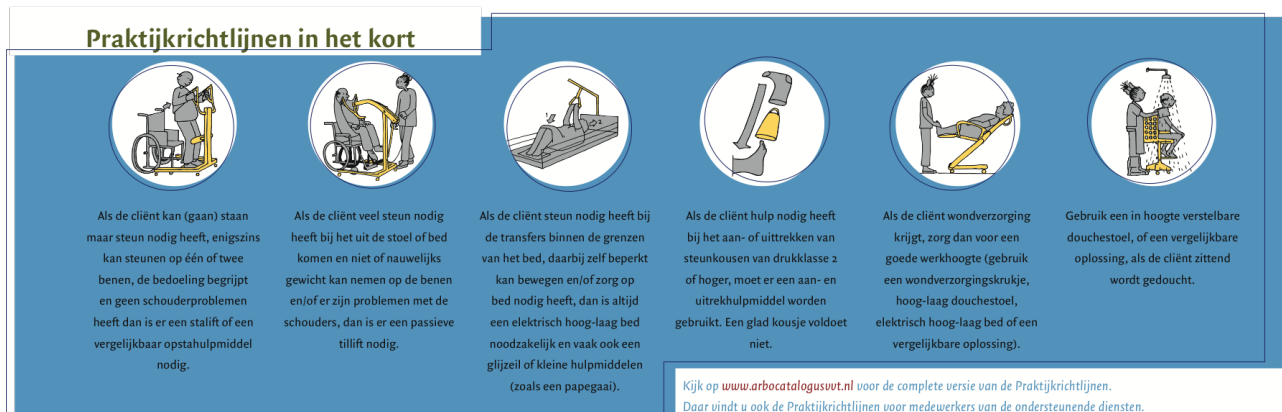 Praktijkrichtlijnen in het kort
Als de cliënt kan (gaan) staan
maar steun nodig heeft, enigszins
kan steunen op één of twee
benen, de bedoeling begrijpt
en geen schouderproblemen
heeft dan is er een stalift of een
vergelijkbaar opstahulpmiddel
nodig.
Als de cliënt veel steun nodig
heeft bij het uit de stoel of bed
komen en niet of nauwelijks
gewicht kan nemen op de benen
en/of er zijn problemen met de
schouders, dan is er een passieve
tillift nodig.
1
2
Als de cliënt steun nodig heeft bij
de transfers binnen de grenzen
van het bed, daarbij zelf beperkt
kan bewegen en/of zorg op
bed nodig heeft, dan is altijd
een elektrisch hoog-laag bed
noodzakelijk en vaak ook een
glijzeil of kleine hulpmiddelen
(zoals een papegaai).
Als de cliënt hulp nodig heeft
bij het aan- of uittrekken van
steunkousen van drukklasse 2
of hoger, moet er een aan- en
uitrekhulpmiddel worden
gebruikt. Een glad kousje voldoet
niet.
Als de cliënt wondverzorging
krijgt, zorg dan voor een
goede werkhoogte (gebruik
een wondverzorgingskrukje,
hoog-laag douchestoel,
elektrisch hoog-laag bed of een
vergelijkbare oplossing).
Gebruik een in hoogte verstelbare
douchestoel, of een vergelijkbare
oplossing, als de cliënt zittend
wordt gedoucht.
Kijk op www.arbocatalogusvvt.nl voor de complete versie van de Praktijkrichtlijnen.
Daar vindt u ook de Praktijkrichtlijnen voor medewerkers van de ondersteunende diensten.